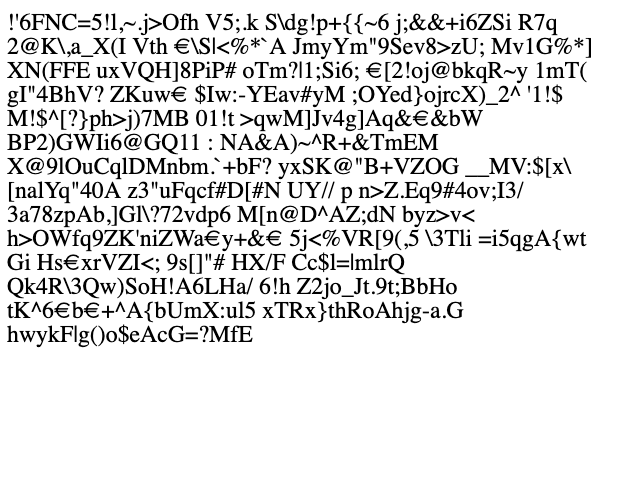 !'6FNC=5!l,~.j>Ofh V5;.k S\dg!p+{{~6 j;&&+i6ZSi R7q
2@K\,a_X(I Vth €\S|<%*`A JmyYm"9Sev8>zU; Mv1G%*]
XN(FFE uxVQH]8PiP# oTm?l1;Si6; €[2!oj@bkqR~y 1mT(
gI"4BhV? ZKuw€ $Iw:-YEav#yM ;OYed}ojrcX)_2^ '1!$
M!$^[?}ph>j)7MB 01!t >qwM]Jv4g]Aq&€&bW
BP2)GWIi6@GQ11 : NA&A)~^R+&TmEM
X@9lOuCqlDMnbm.`+bF? yxSK@"B+VZOG __MV:$[x\
[nalYq"40A z3"uFqcf#D[#N UY// p n>Z.Eq9#4ov;I3/
3a78zpAb,]Gl\?72vdp6 M[n@D^AZ;dN byz>v<
h>OWfq9ZK'niZWa€y+&€ 5j<%VR[9(,5 \3Tli =i5qgA{wt
Gi Hs€xrVZI<; 9s[]"# HX/F Cc$l=|mlrQ
Qk4R\3Qw)SoH!A6LHa/ 6!h Z2jo_Jt.9t;BbHo
tK^6€b€+^A{bUmX:ul5 xTRx}thRoAhjg-a.G
hwykF|g()o$eAcG=?MfE